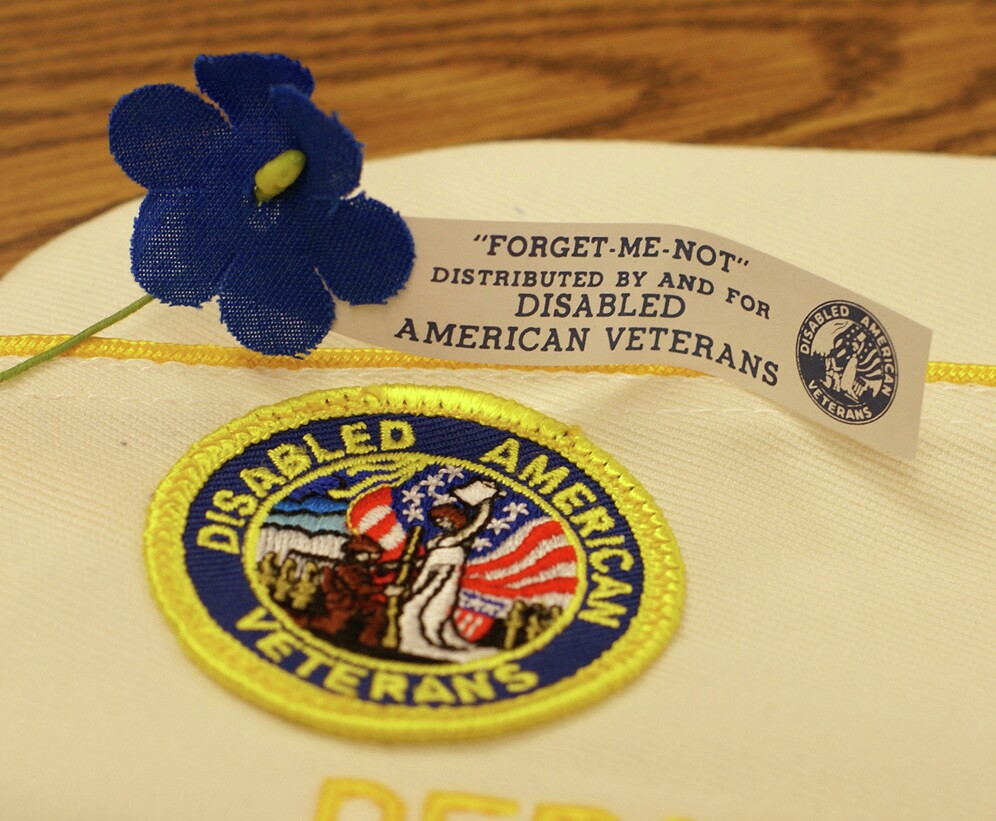 "FORGET-ME-NOT"
DISTRIBUTED BY AND FOR
DISABLED
AMERICAN VETERANS
DISABLED AMERICAN
VETERANS
DISABLED AMERICAN
VETERANS